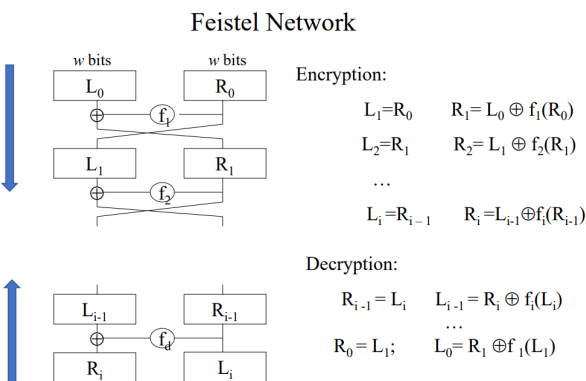 Feistel Network
w bits
w bits
L₀
R₀
⊕
f₁
L₁
R₁
⊕
f₂
Encryption:
L₁=R₀ R₁= L₀ ⊕ f₁(R₀)
L₂=R₁ R₂= L₁ ⊕ f₂(R₁)
…
Lᵢ =Rᵢ₋₁ Rᵢ=Lᵢ₋₁⊕fᵢ(Rᵢ₋₁)
Lᵢ₋₁
Rᵢ₋₁
⊕
f_d
Rᵢ
Lᵢ
Decryption:
Rᵢ₋₁ = Lᵢ Lᵢ₋₁ = Rᵢ ⊕ fᵢ(Lᵢ)
…
R₀ = L₁; L₀= R₁ ⊕f ₁(L₁)